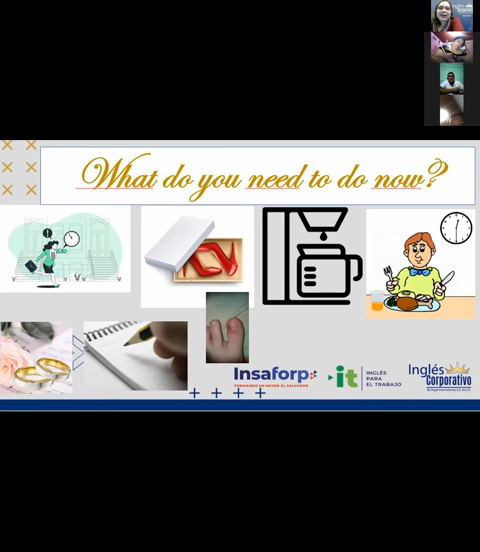 What do you need to do now?
Insaforp
FORMANDO UN MEJOR EL SALVADOR
it
INGLÉS
PARA
EL TRABAJO
Inglés
Corporativo